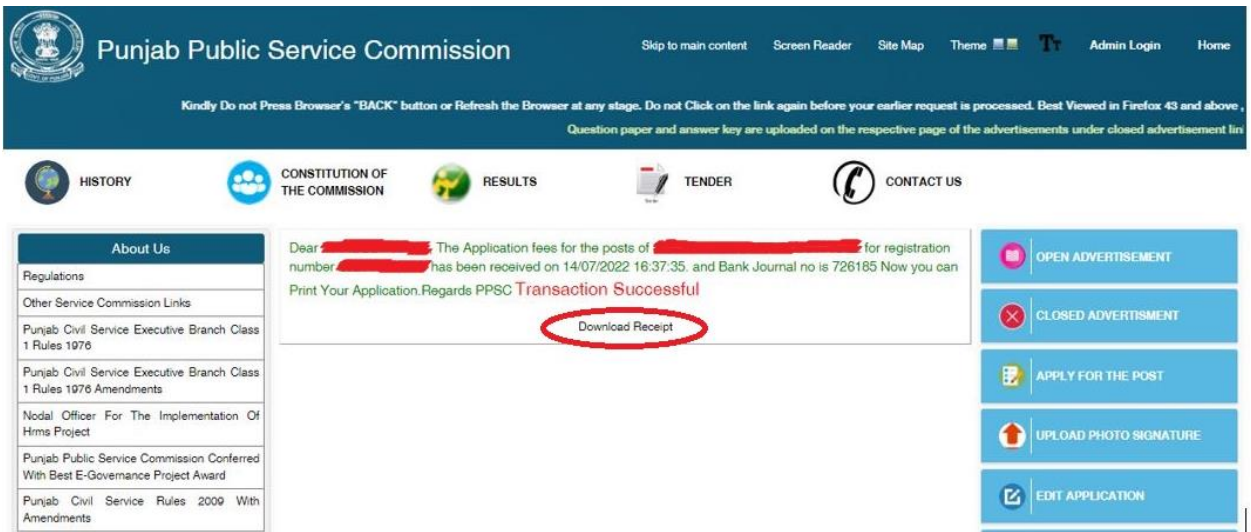 Punjab Public Service Commission
Skip to main content Screen Reader Site Map Theme Tт Admin Login Home
Kindly Do not Press Browser's "BACK" button or Refresh the Browser at any stage. Do not Click on the link again before your earlier request is processed. Best Viewed in Firefox 43 and above ,
Question paper and answer key are uploaded on the respective page of the advertisements under closed advertisement lin
HISTORY
CONSTITUTION OF
THE COMMISSION
RESULTS
TENDER
CONTACT US
About Us
Regulations
Other Service Commission Links
Punjab Civil Service Executive Branch Class
1 Rules 1976
Punjab Civil Service Executive Branch Class
1 Rules 1976 Amendments
Nodal Officer For The Implementation Of
Hrms Project
Punjab Public Service Commission Conferred
With Best E-Governance Project Award
Punjab Civil Service Rules 2009 With
Amendments
Dear , The Application fees for the posts of for registration
number has been received on 14/07/2022 16:37:35. and Bank Journal no is 726185 Now you can
Print Your Application.Regards PPSC Transaction Successful
Download Receipt
OPEN ADVERTISEMENT
CLOSED ADVERTISMENT
APPLY FOR THE POST
UPLOAD PHOTO SIGNATURE
EDIT APPLICATION